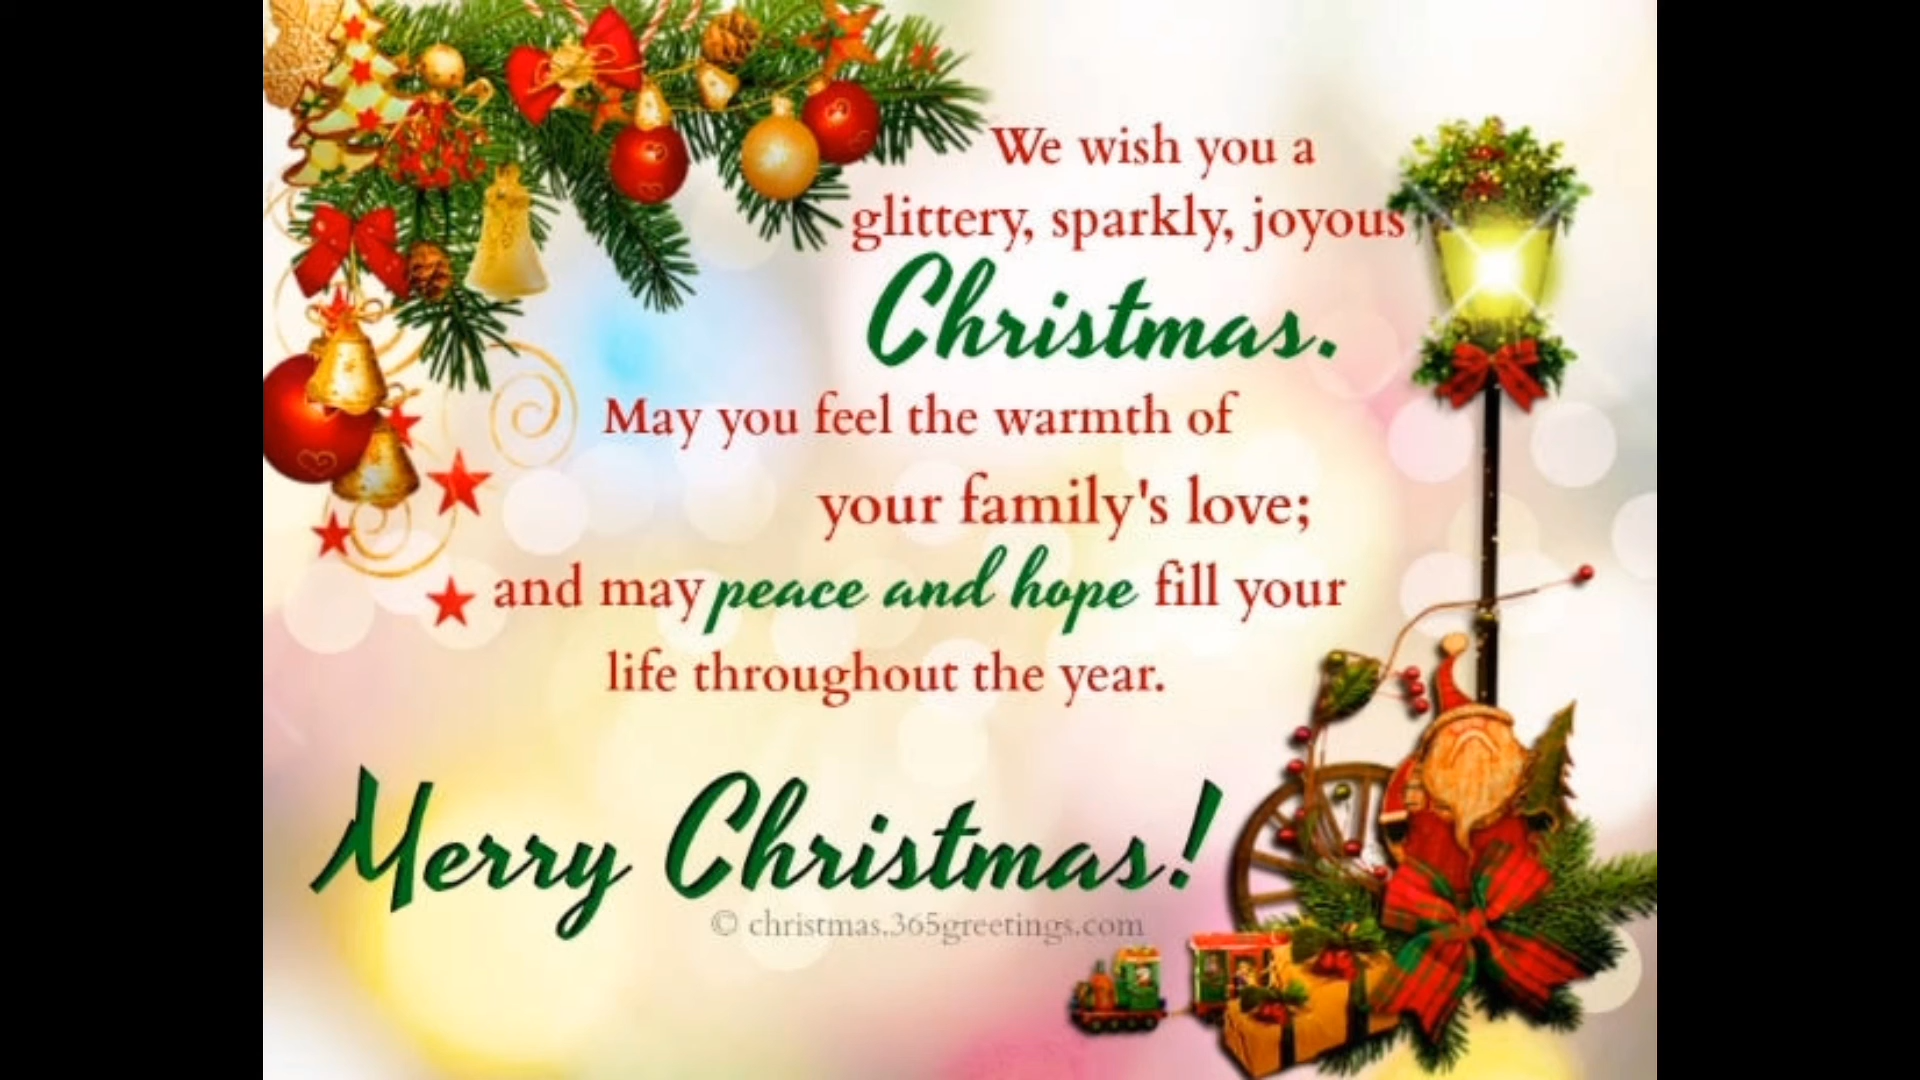 We wish you a
glittery, sparkly, joyous
Christmas.
May you feel the warmth of
your family's love;
and may peace and hope fill your
life throughout the year.
Merry Christmas!
© christmas.365greetings.com